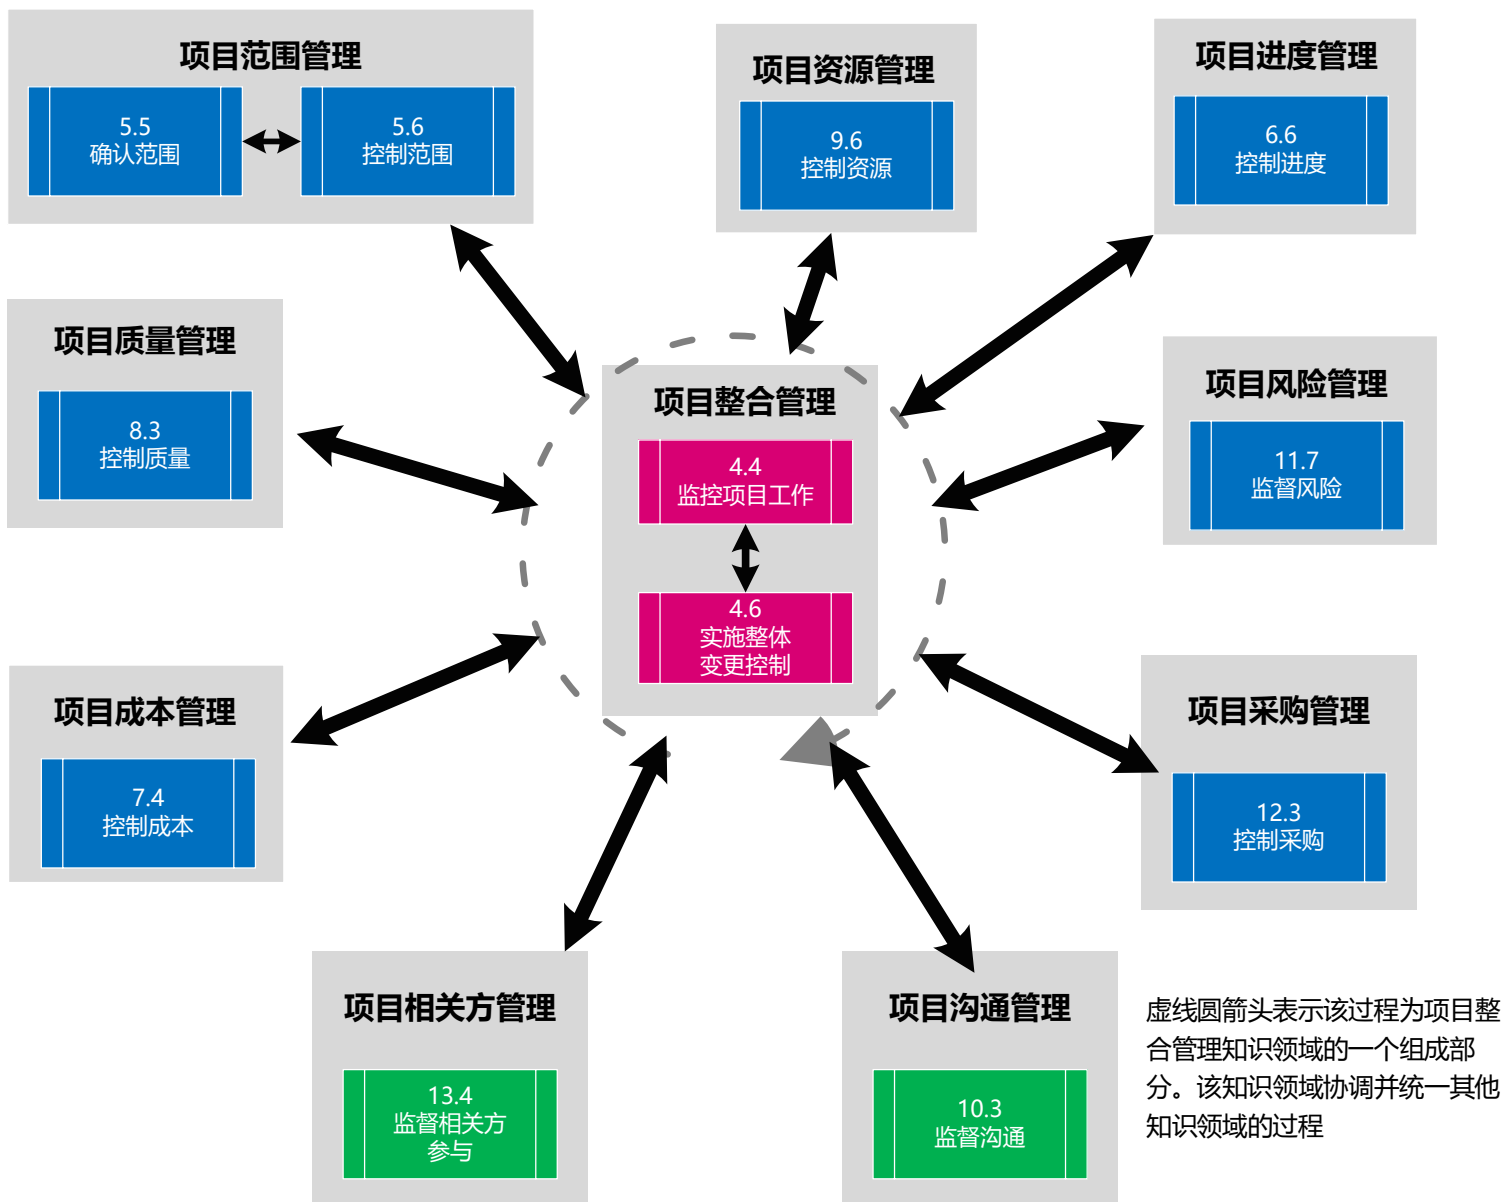 项目范围管理
5.5
确认范围
5.6
控制范围
项目资源管理
9.6
控制资源
项目进度管理
6.6
控制进度
项目质量管理
8.3
控制质量
项目整合管理
4.4
监控项目工作
4.6
实施整体
变更控制
项目风险管理
11.7
监督风险
项目成本管理
7.4
控制成本
项目采购管理
12.3
控制采购
项目相关方管理
13.4
监督相关方
参与
项目沟通管理
10.3
监督沟通
虚线圆箭头表示该过程为项目整
合管理知识领域的一个组成部
分。该知识领域协调并统一其他
知识领域的过程